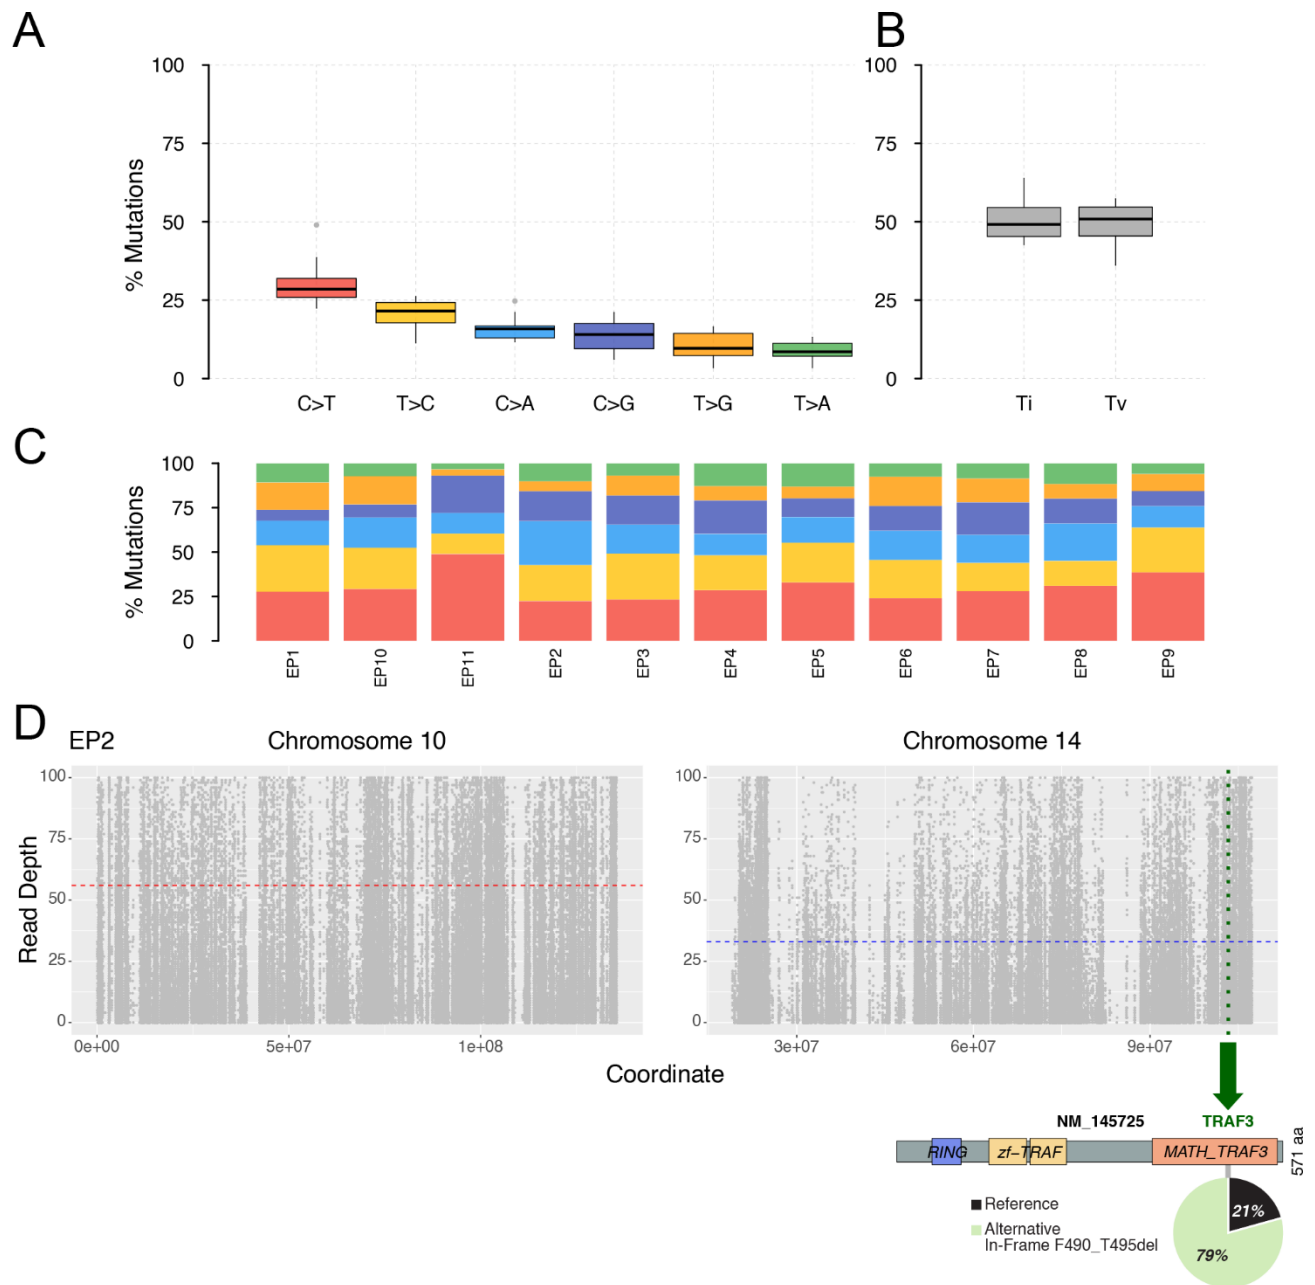 A
B
100
75
50
25
0
% Mutations
C>T
T>C
C>A
C>G
T>G
T>A
100
75
50
25
0
Ti
Tv
C
100
75
50
25
0
% Mutations
EP1
EP10
EP11
EP2
EP3
EP4
EP5
EP6
EP7
EP8
EP9
D
EP2
Chromosome 10
Chromosome 14
100
75
50
25
0
Read Depth
0e+00
5e+07
1e+08
100
75
50
25
0
3e+07
6e+07
9e+07
Coordinate
NM_145725
TRAF3
RING
zf-TRAF
MATH_TRAF3
571 aa
Reference
Alternative
In-Frame F490_T495del
21%
79%